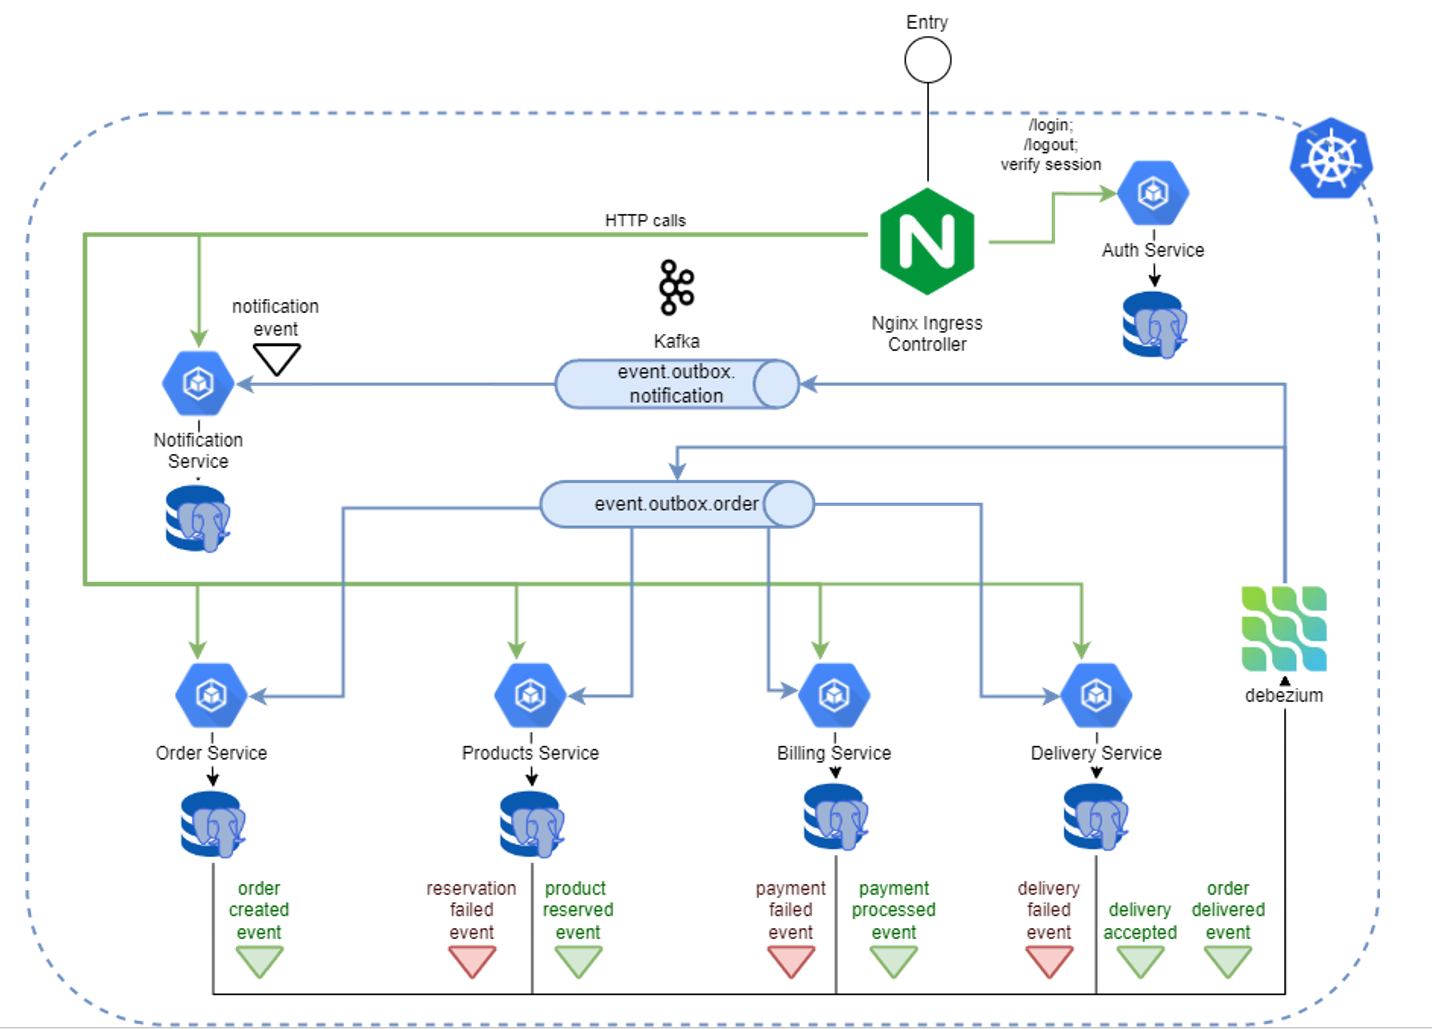 Entry
/login;
/logout;
verify session
HTTP calls
Auth Service
notification
event
Kafka
Nginx Ingress
Controller
event.outbox.
notification
Notification
Service
event.outbox.order
debezium
Order Service
Products Service
Billing Service
Delivery Service
order
created
event
reservation
failed
event
product
reserved
event
payment
failed
event
payment
processed
event
delivery
failed
event
delivery
accepted
order
delivered
event